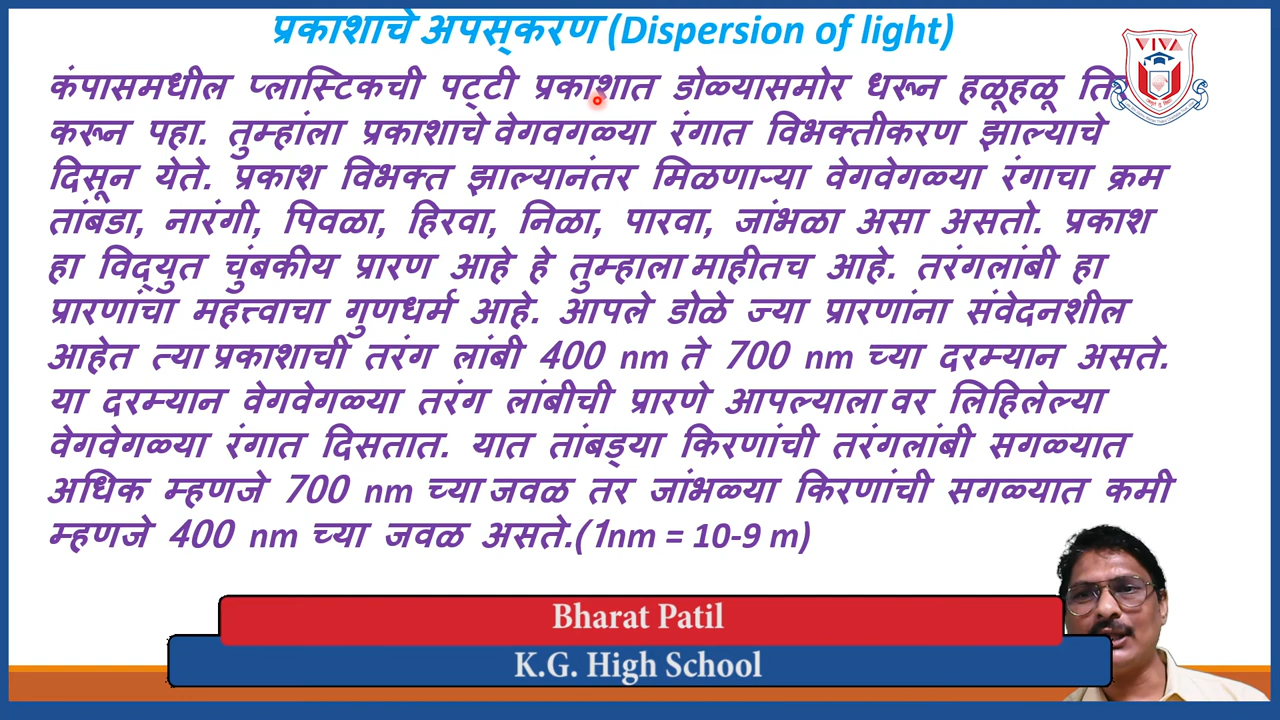 प्रकाशाचे अपस्करण (Dispersion of light)
VIVA
कंपासमधील प्लास्टिकची पट्टी प्रकाशात डोळ्यासमोर धरून हळूहळू
करून पहा. तुम्हांला प्रकाशाचे वेगवगळ्या रंगात विभक्तीकरण झाल्याचे
दिसून येते. प्रकाश विभक्त झाल्यानंतर मिळणाऱ्या वेगवेगळ्या रंगाचा क्रम
तांबडा, नारंगी, पिवळा, हिरवा, निळा, पारवा, जांभळा असा असतो. प्रकाश
हा विद्युत चुंबकीय प्रारण आहे हे तुम्हाला माहीतच आहे. तरंगलांबी हा
प्रारणांचा महत्त्वाचा गुणधर्म आहे. आपले डोळे ज्या प्रारणांना संवेदनशील
आहेत त्या प्रकाशाची तरंग लांबी 400 nm ते 700 nm च्या दरम्यान असते.
या दरम्यान वेगवेगळ्या तरंग लांबीची प्रारणे आपल्याला वर लिहिलेल्या
वेगवेगळ्या रंगात दिसतात. यात तांबड्या किरणांची तरंगलांबी सगळ्यात
अधिक म्हणजे 700 nm च्या जवळ तर जांभळ्या किरणांची सगळ्यात कमी
म्हणजे 400 nm च्या जवळ असते.(1nm = 10-9 m)
Bharat Patil
K.G. High School